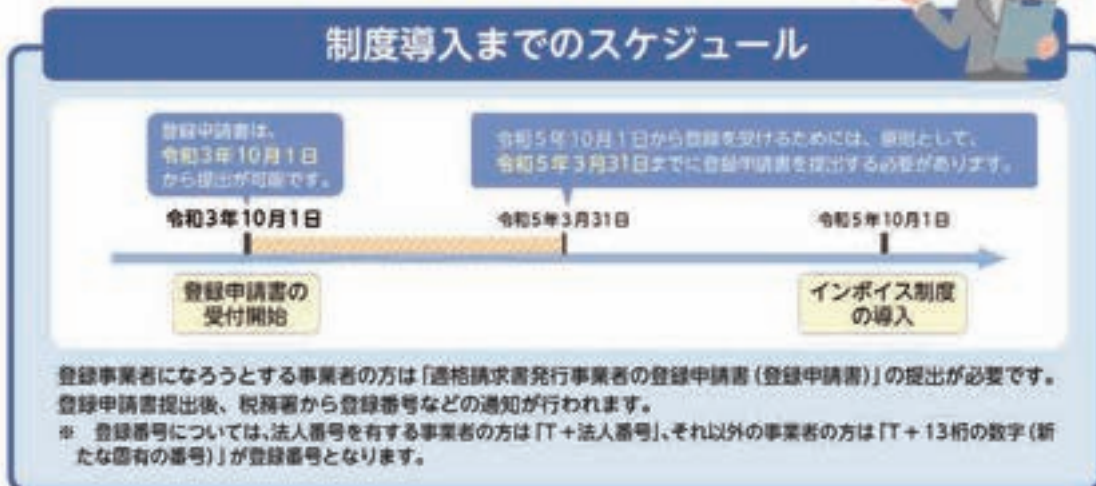 制度導入までのスケジュール
登録申請書は、
令和3年10月1日
から提出が可能です。
令和5年10月1日から登録を受けるためには、原則として、
令和5年3月31日までに登録申請書を提出する必要があります。
令和3年10月1日
令和5年3月31日
令和5年10月1日
登録申請書の
受付開始
インボイス制度
の導入
登録事業者になろうとする事業者の方は「適格請求書発行事業者の登録申請書(登録申請書)」の提出が必要です。
登録申請書提出後、税務署から登録番号などの通知が行われます。
※ 登録番号については、法人番号を有する事業者の方は「T+法人番号」、それ以外の事業者の方は「T+13桁の数字(新
たな固有の番号)」が登録番号となります。